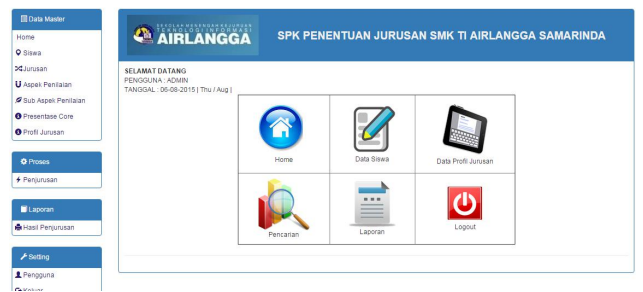 Data Master
Home
Siswa
Jurusan
Aspek Penilaian
Sub Aspek Penilaian
Presentase Core
Profil Jurusan
Proses
Penjurusan
Laporan
Hasil Penjurusan
Setting
Pengguna
Keluar
SEKOLAH MENENGAH KEJURUAN
TEKNOLOGI INFORMASI
AIRLANGGA
SPK PENENTUAN JURUSAN SMK TI AIRLANGGA SAMARINDA
SELAMAT DATANG
PENGGUNA : ADMIN
TANGGAL : 06-08-2015 | Thu / Aug |
Home
Data Siswa
Data Profil Jurusan
Pencarian
Laporan
Logout